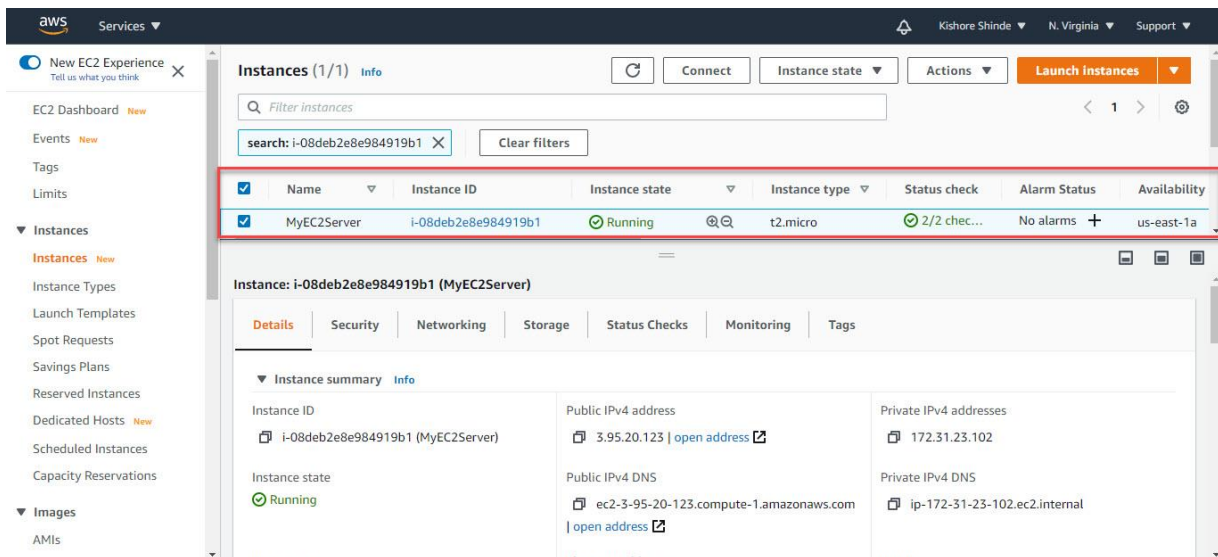 aws Services ▼ Kishore Shinde ▼ N. Virginia ▼ Support ▼
New EC2 Experience
Tell us what you think
EC2 Dashboard New
Events New
Tags
Limits
▼ Instances
Instances New
Instance Types
Launch Templates
Spot Requests
Savings Plans
Reserved Instances
Dedicated Hosts New
Scheduled Instances
Capacity Reservations
▼ Images
AMIs
Instances (1/1) Info Connect Instance state ▼ Actions ▼ Launch instances ▼
Filter instances < 1 >
search: i-08deb2e8e984919b1 X Clear filters
Name Instance ID Instance state Instance type Status check Alarm Status Availability
MyEC2Server i-08deb2e8e984919b1 Running t2.micro 2/2 chec... No alarms + us-east-1a
Instance: i-08deb2e8e984919b1 (MyEC2Server)
Details Security Networking Storage Status Checks Monitoring Tags
▼ Instance summary Info
Instance ID
i-08deb2e8e984919b1 (MyEC2Server)
Instance state
Running
Public IPv4 address
3.95.20.123 | open address
Public IPv4 DNS
ec2-3-95-20-123.compute-1.amazonaws.com
| open address
Private IPv4 addresses
172.31.23.102
Private IPv4 DNS
ip-172-31-23-102.ec2.internal